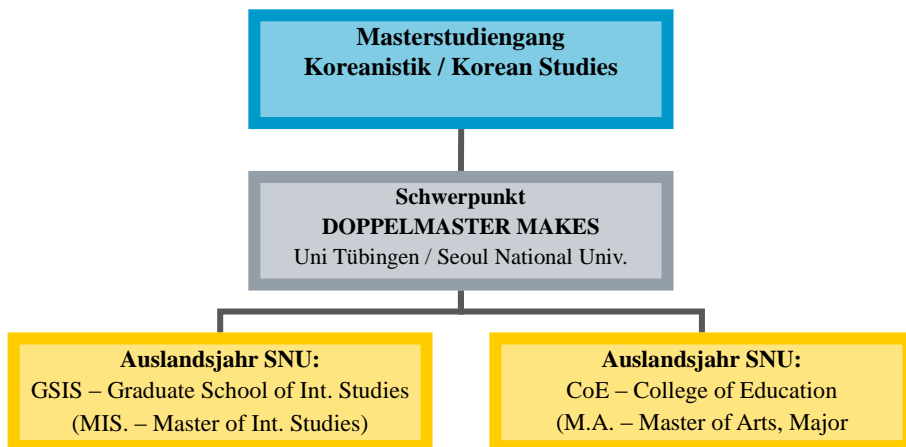 Masterstudiengang
Koreanistik / Korean Studies
Schwerpunkt
DOPPELMASTER MAKES
Uni Tübingen / Seoul National Univ.
Auslandsjahr SNU:
GSIS – Graduate School of Int. Studies
(MIS. – Master of Int. Studies)
Auslandsjahr SNU:
CoE – College of Education
(M.A. – Master of Arts, Major